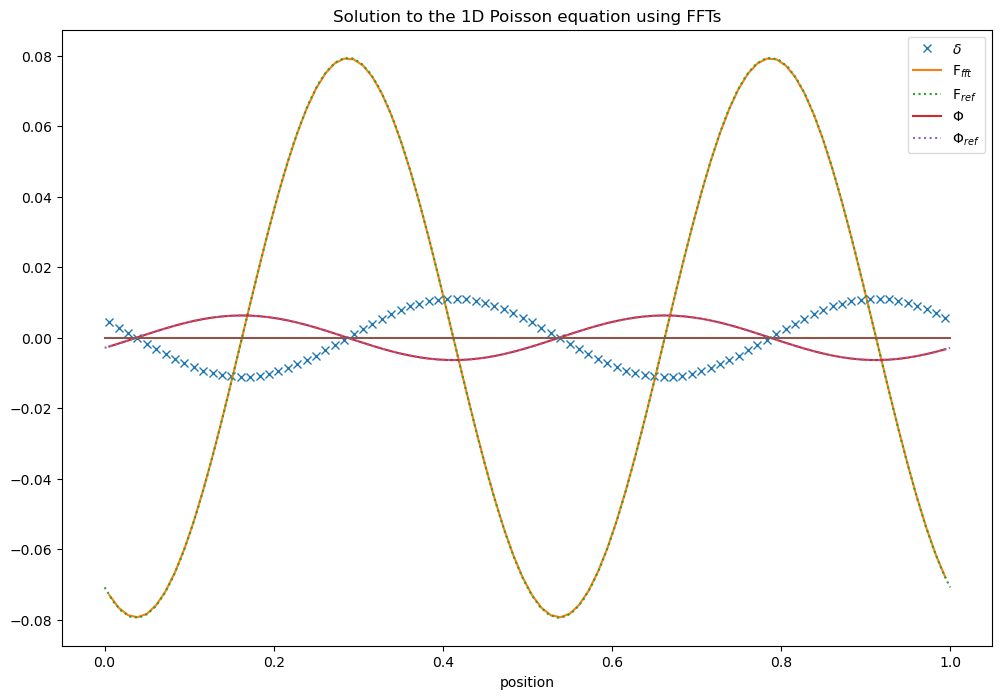 Solution to the 1D Poisson equation using FFTs
δ
F_fft
F_ref
Φ
Φ_ref
0.08
0.06
0.04
0.02
0.00
−0.02
−0.04
−0.06
−0.08
0.0 0.2 0.4 0.6 0.8 1.0
position